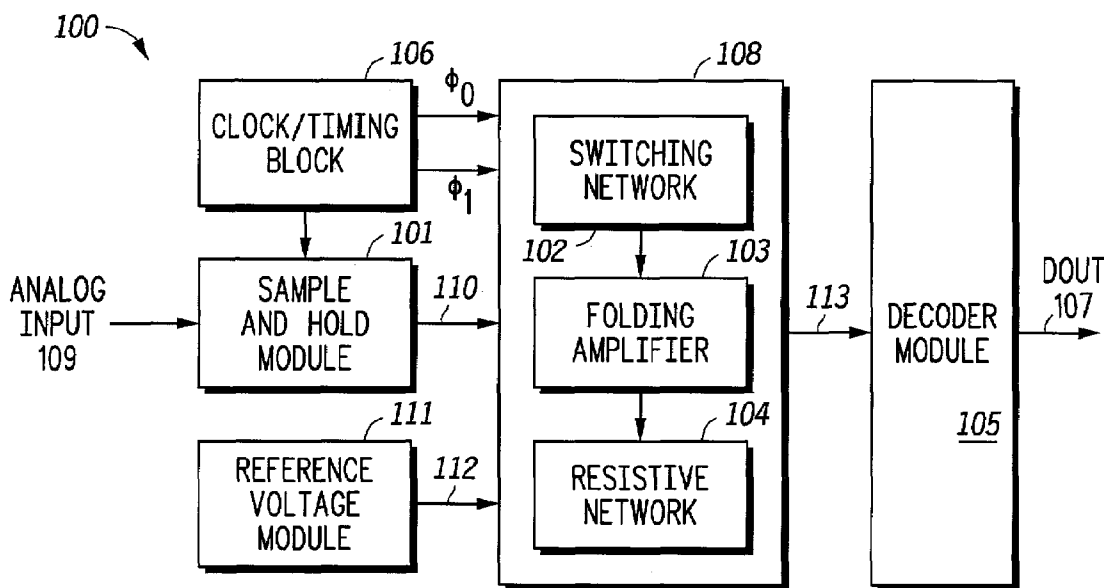 100
106
CLOCK/TIMING
BLOCK
ϕ0
ϕ1
108
SWITCHING
NETWORK
102
101
SAMPLE
AND HOLD
MODULE
ANALOG
INPUT
109
110
103
FOLDING
AMPLIFIER
113
DECODER
MODULE
105
DOUT
107
111
REFERENCE
VOLTAGE
MODULE
112
104
RESISTIVE
NETWORK